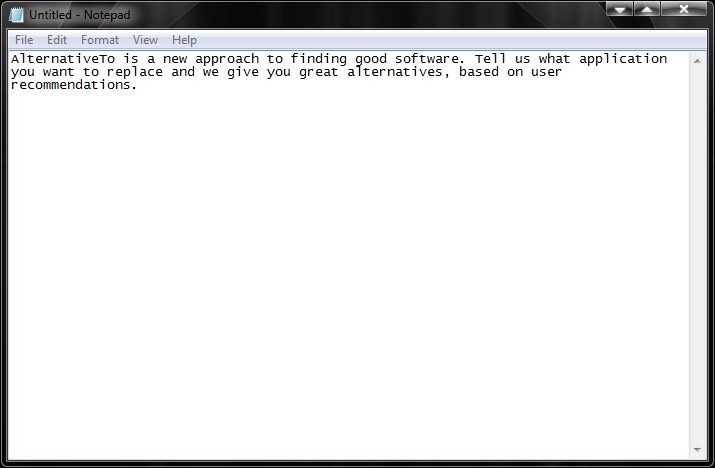 Untitled - Notepad
File Edit Format View Help
AlternativeTo is a new approach to finding good software. Tell us what application
you want to replace and we give you great alternatives, based on user
recommendations.